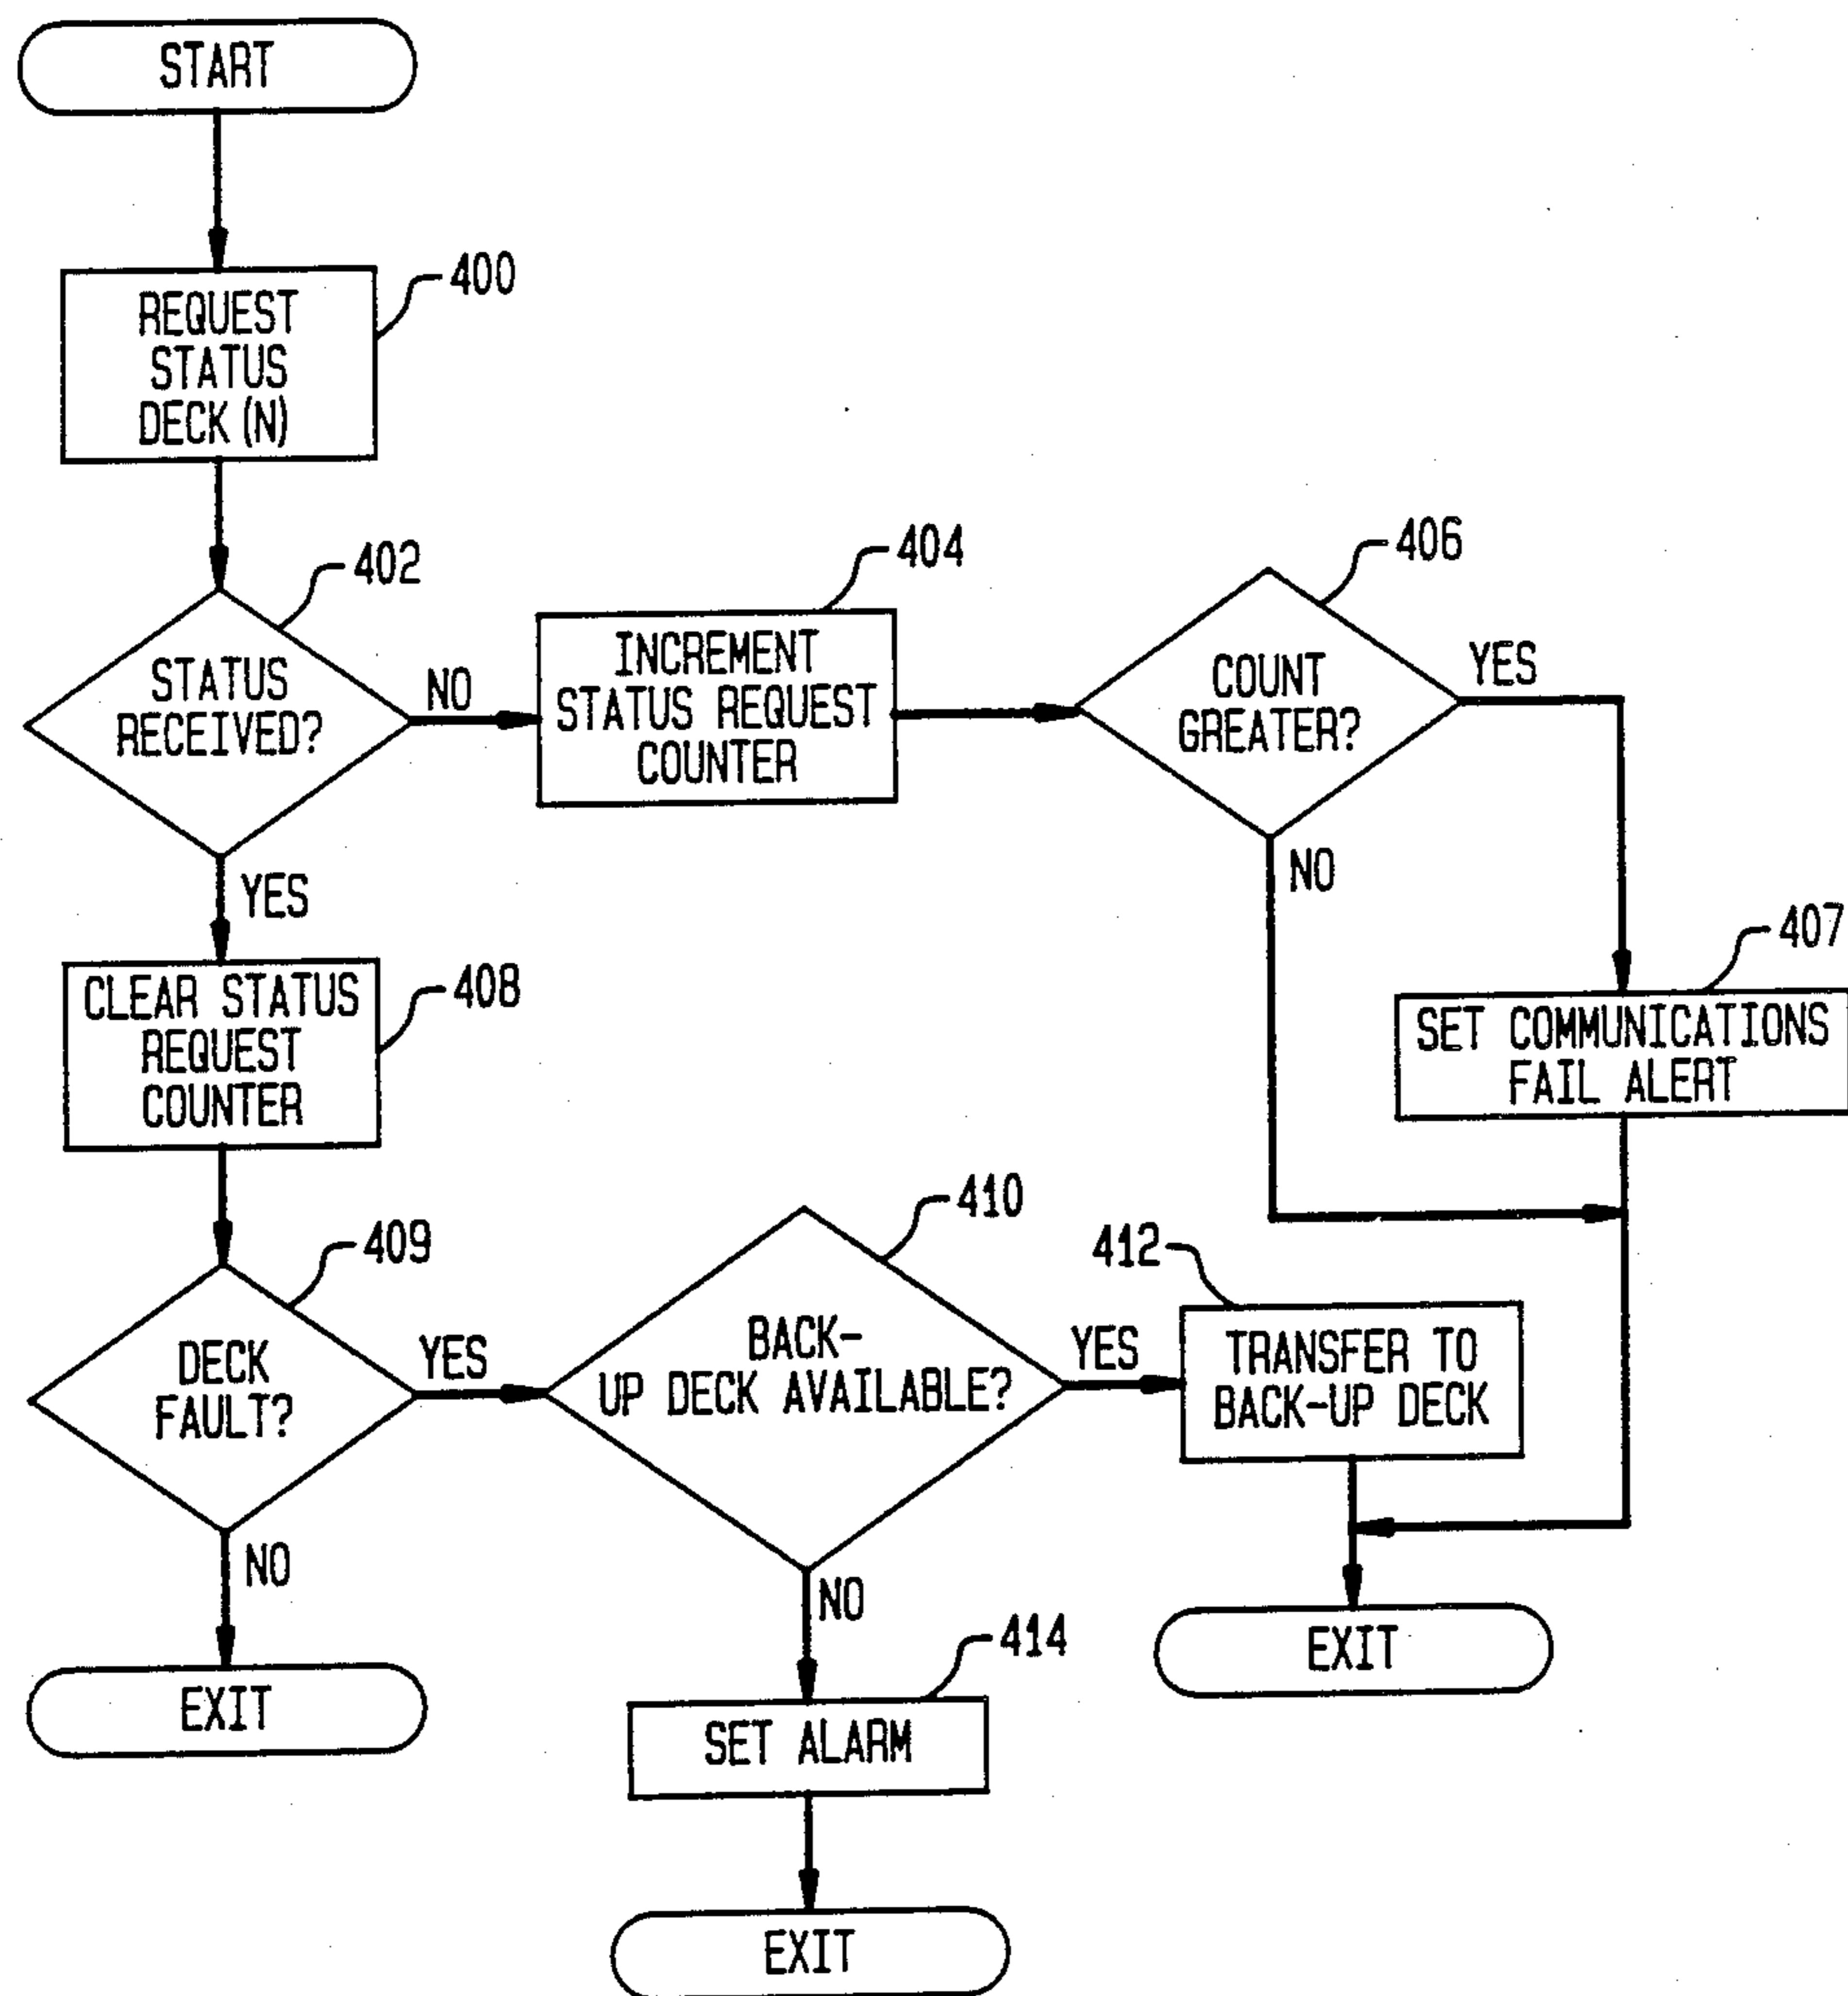 START
400
REQUEST
STATUS
DECK (N)
402
STATUS
RECEIVED?
NO
YES
404
INCREMENT
STATUS REQUEST
COUNTER
406
COUNT
GREATER?
YES
NO
407
SET COMMUNICATIONS
FAIL ALERT
408
CLEAR STATUS
REQUEST
COUNTER
409
DECK
FAULT?
YES
NO
EXIT
410
BACK-
UP DECK AVAILABLE?
YES
NO
412
TRANSFER TO
BACK-UP DECK
EXIT
414
SET ALARM
EXIT